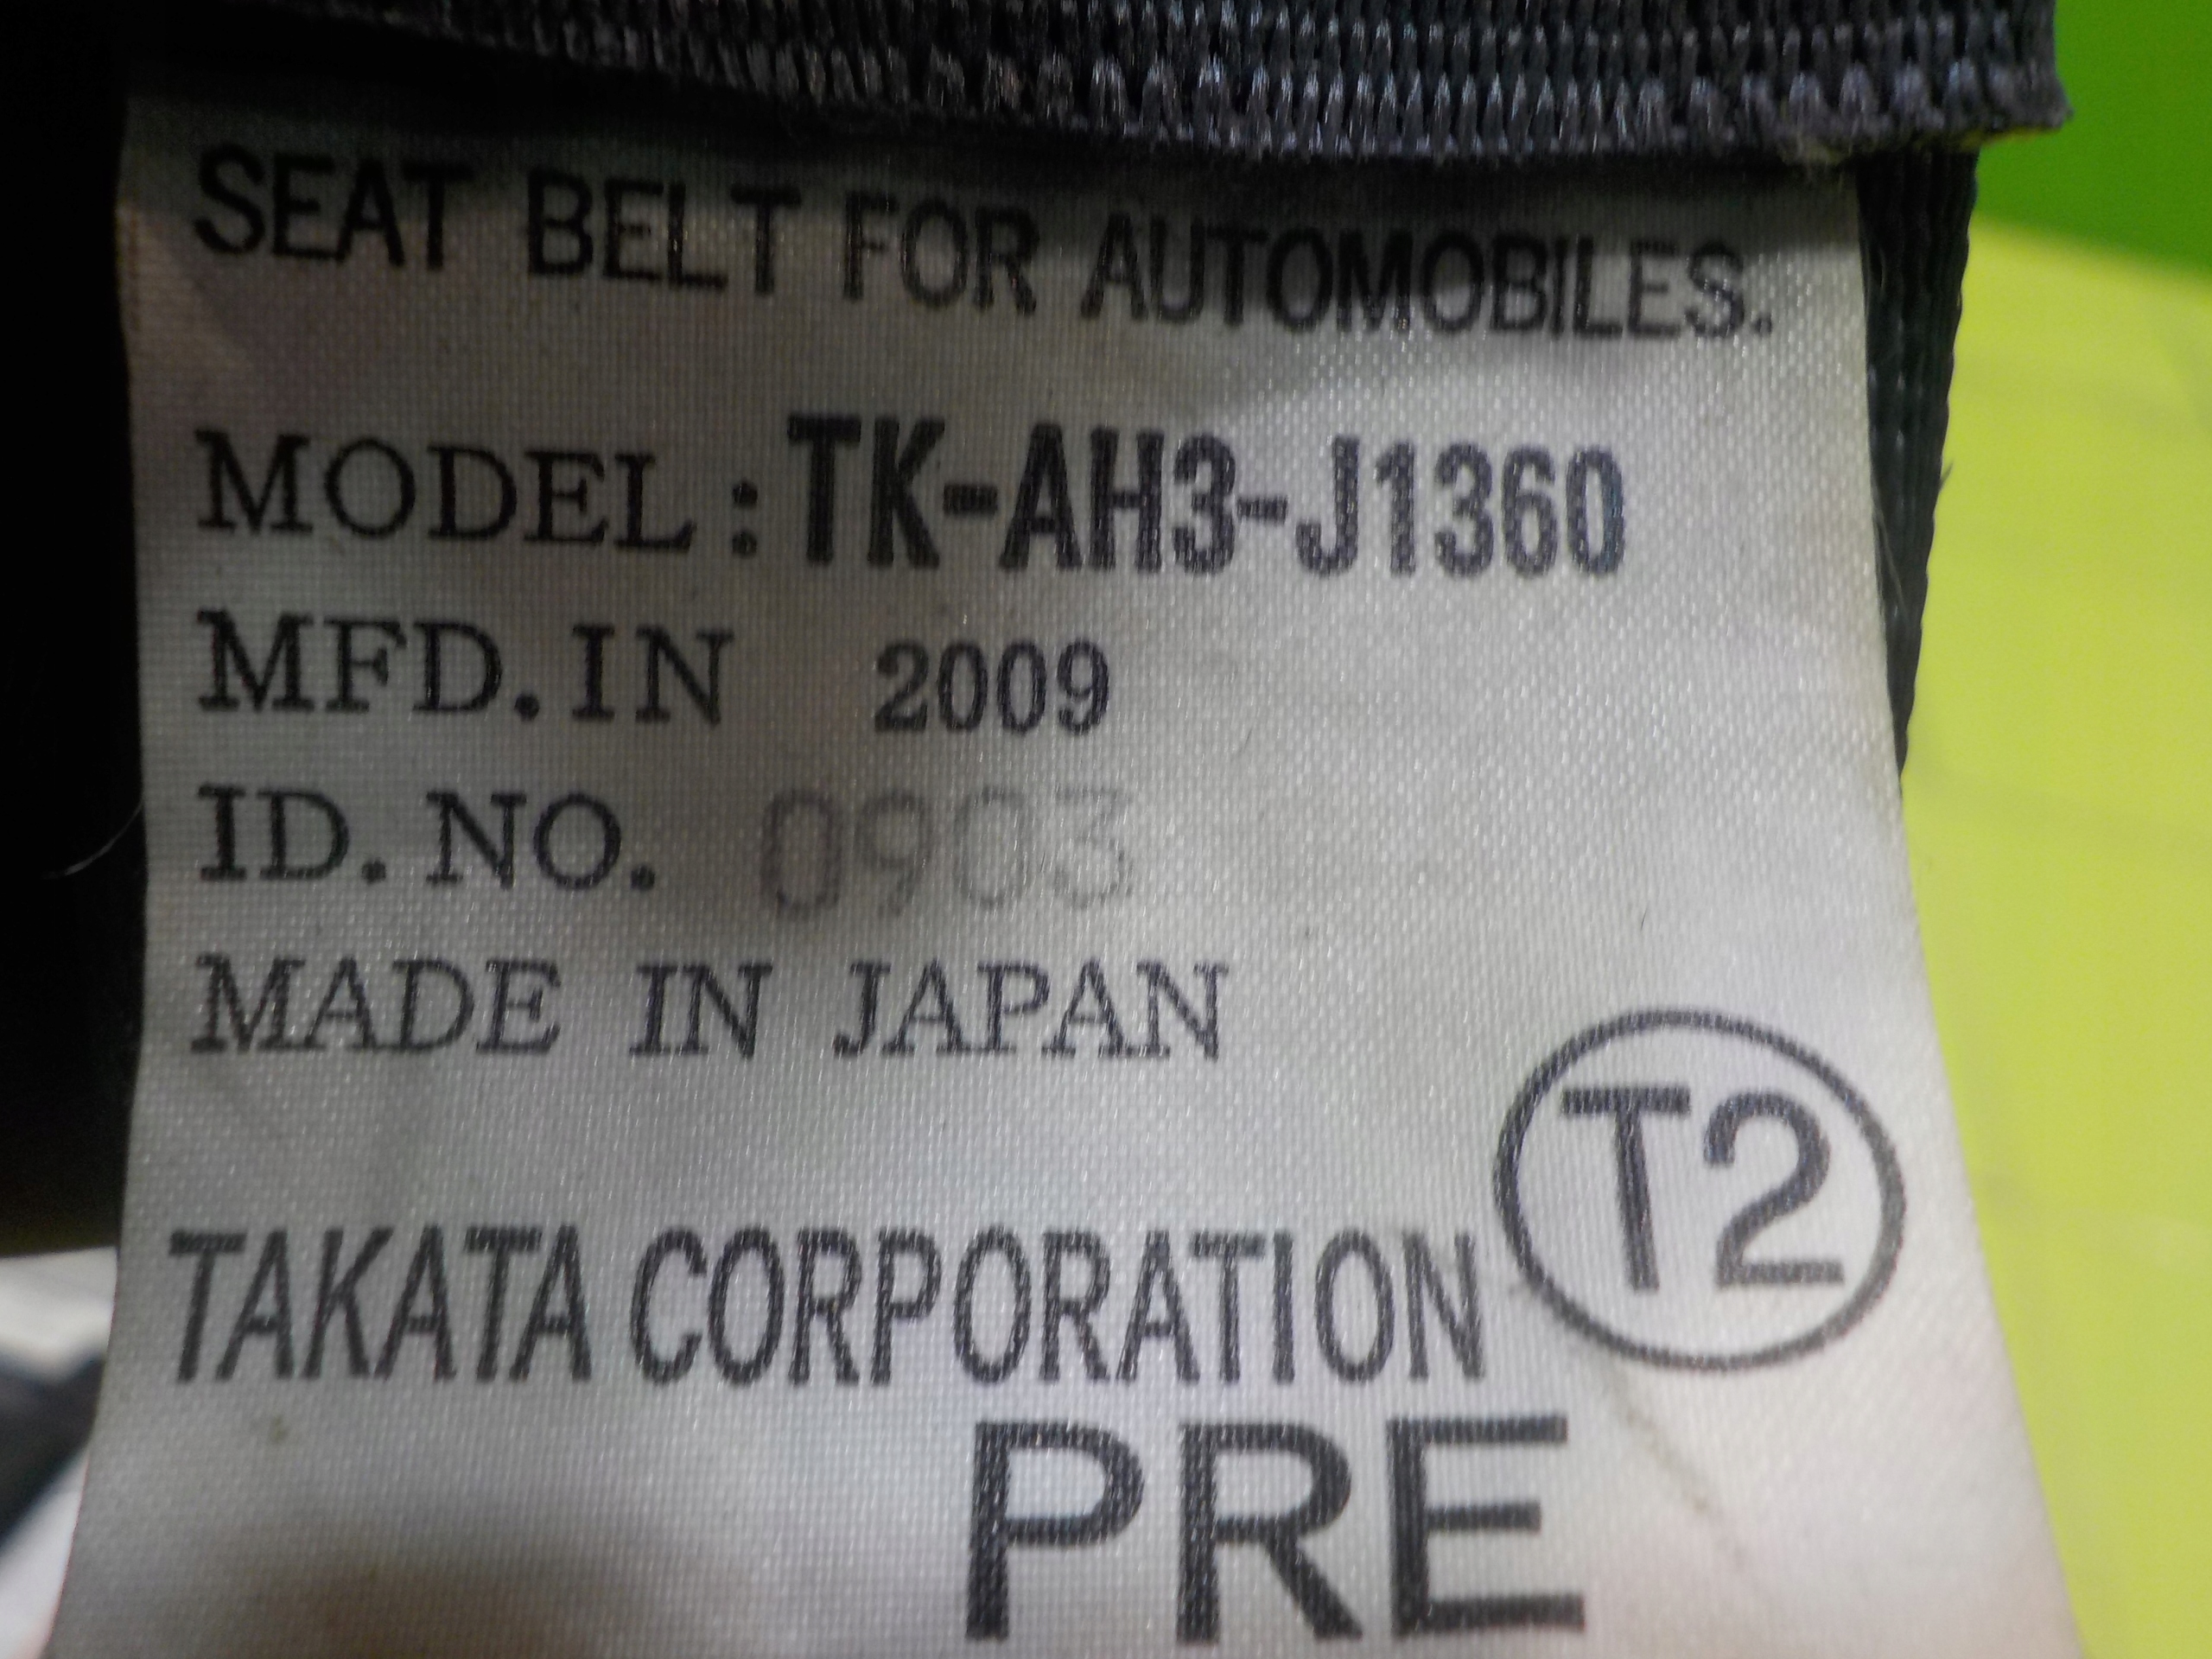 SEAT BELT FOR AUTOMOBILES.
MODEL : TK-AH3-J1360
MFD. IN 2009
ID. NO. 0903
MADE IN JAPAN
T2
TAKATA CORPORATION
PRE